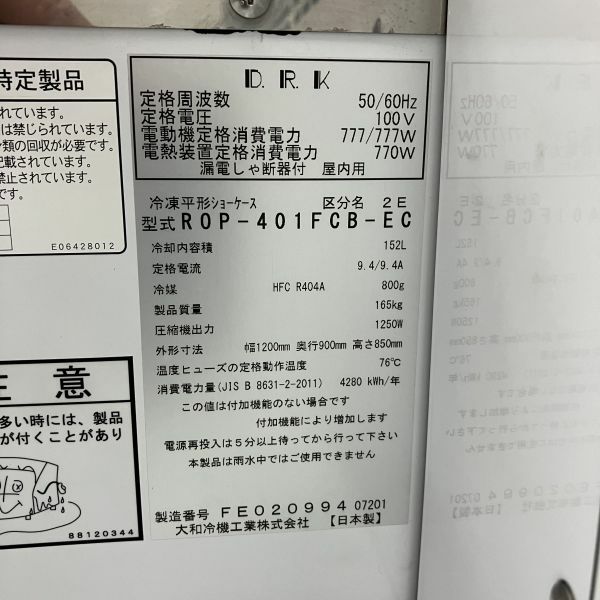 特定製品
れています。
は禁じられています。
ン類の回収が必要です。
記載されています。
E06428012
注 意
多い時には、製品
が付くことがあり
88120344
D.R.K
定格周波数 50/60Hz
定格電圧 100V
電動機定格消費電力 777/777W
電熱装置定格消費電力 770W
漏電しゃ断器付 屋内用
冷凍平形ショーケース 区分名 2E
型式 ROP-401FCB-EC
冷却内容積 152L
定格電流 9.4/9.4A
冷媒 HFC R404A 800g
製品質量 165kg
圧縮機出力 1250W
外形寸法 幅1200mm 奥行900mm 高さ850mm
温度ヒューズの定格動作温度 76℃
消費電力量(JIS B 8631-2-2011) 4280 kWh/年
この値は付加機能のない場合です
付加機能により増加します
電源再投入は5分以上待ってから行って下さい
本製品は雨水中ではご使用できません
製造番号 FE020994 07201
大和冷機工業株式会社 【日本製】